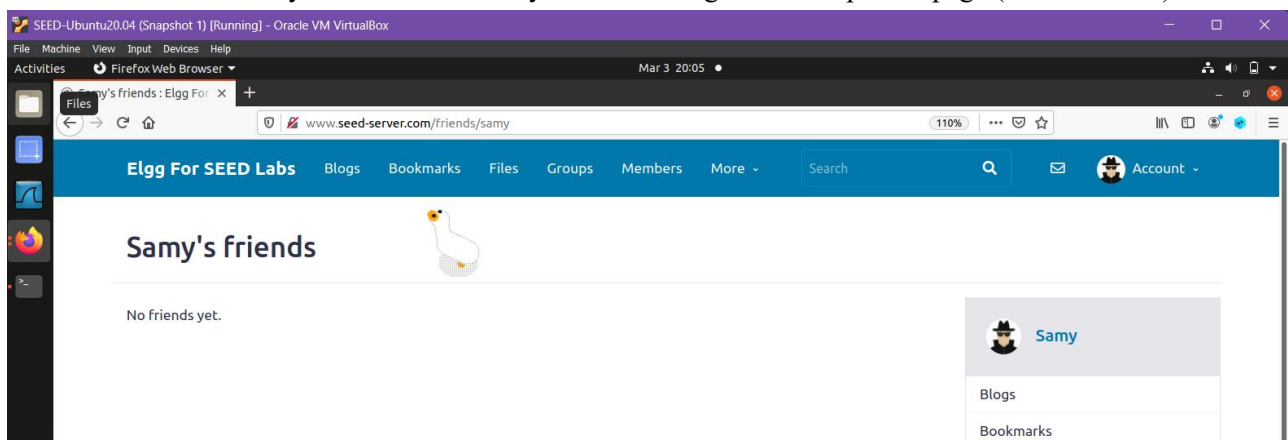 SEED-Ubuntu20.04 (Snapshot 1) [Running] - Oracle VM VirtualBox
File Machine View Input Devices Help
Activities Firefox Web Browser Mar 3 20:05
friends : Elgg For
Files
www.seed-server.com/friends/samy 110%
Elgg For SEED Labs Blogs Bookmarks Files Groups Members More Search Account
Samy's friends
No friends yet.
Samy
Blogs
Bookmarks